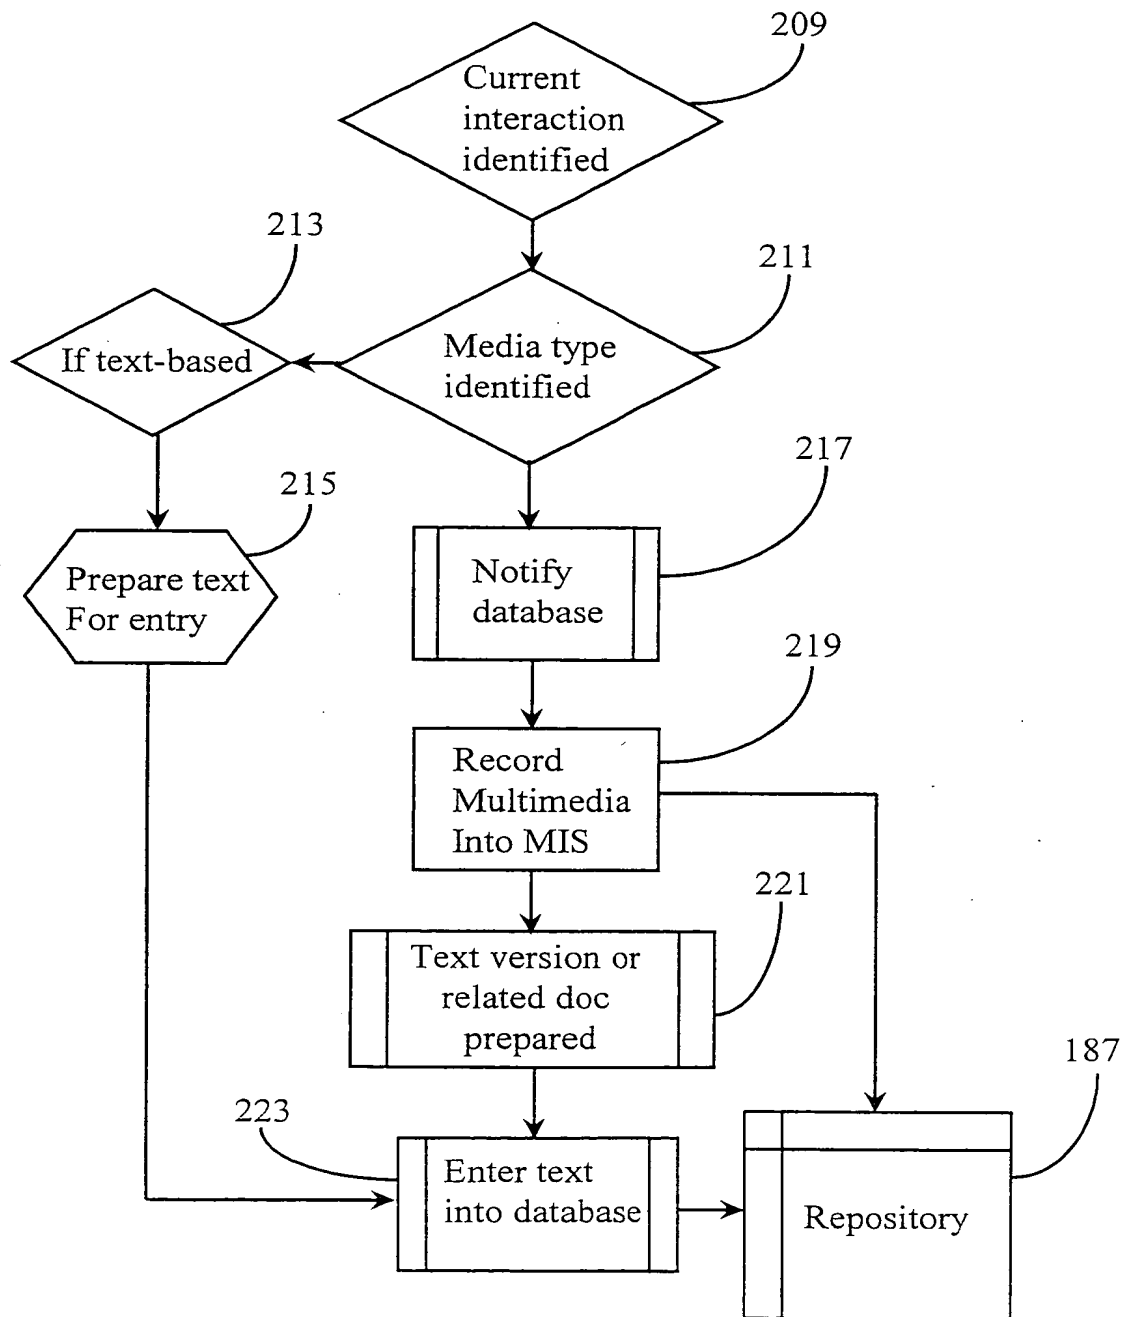 209
Current
interaction
identified
213
211
If text-based
Media type
identified
217
215
Prepare text
For entry
Notify
database
219
Record
Multimedia
Into MIS
221
Text version or
related doc
prepared
187
223
Enter text
into database
Repository